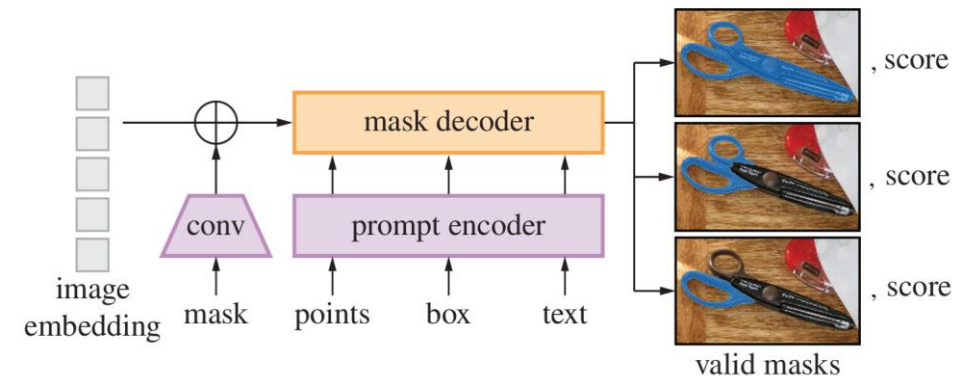 , score
mask decoder
, score
conv
prompt encoder
image
embedding
mask
points
box
text
, score
valid masks